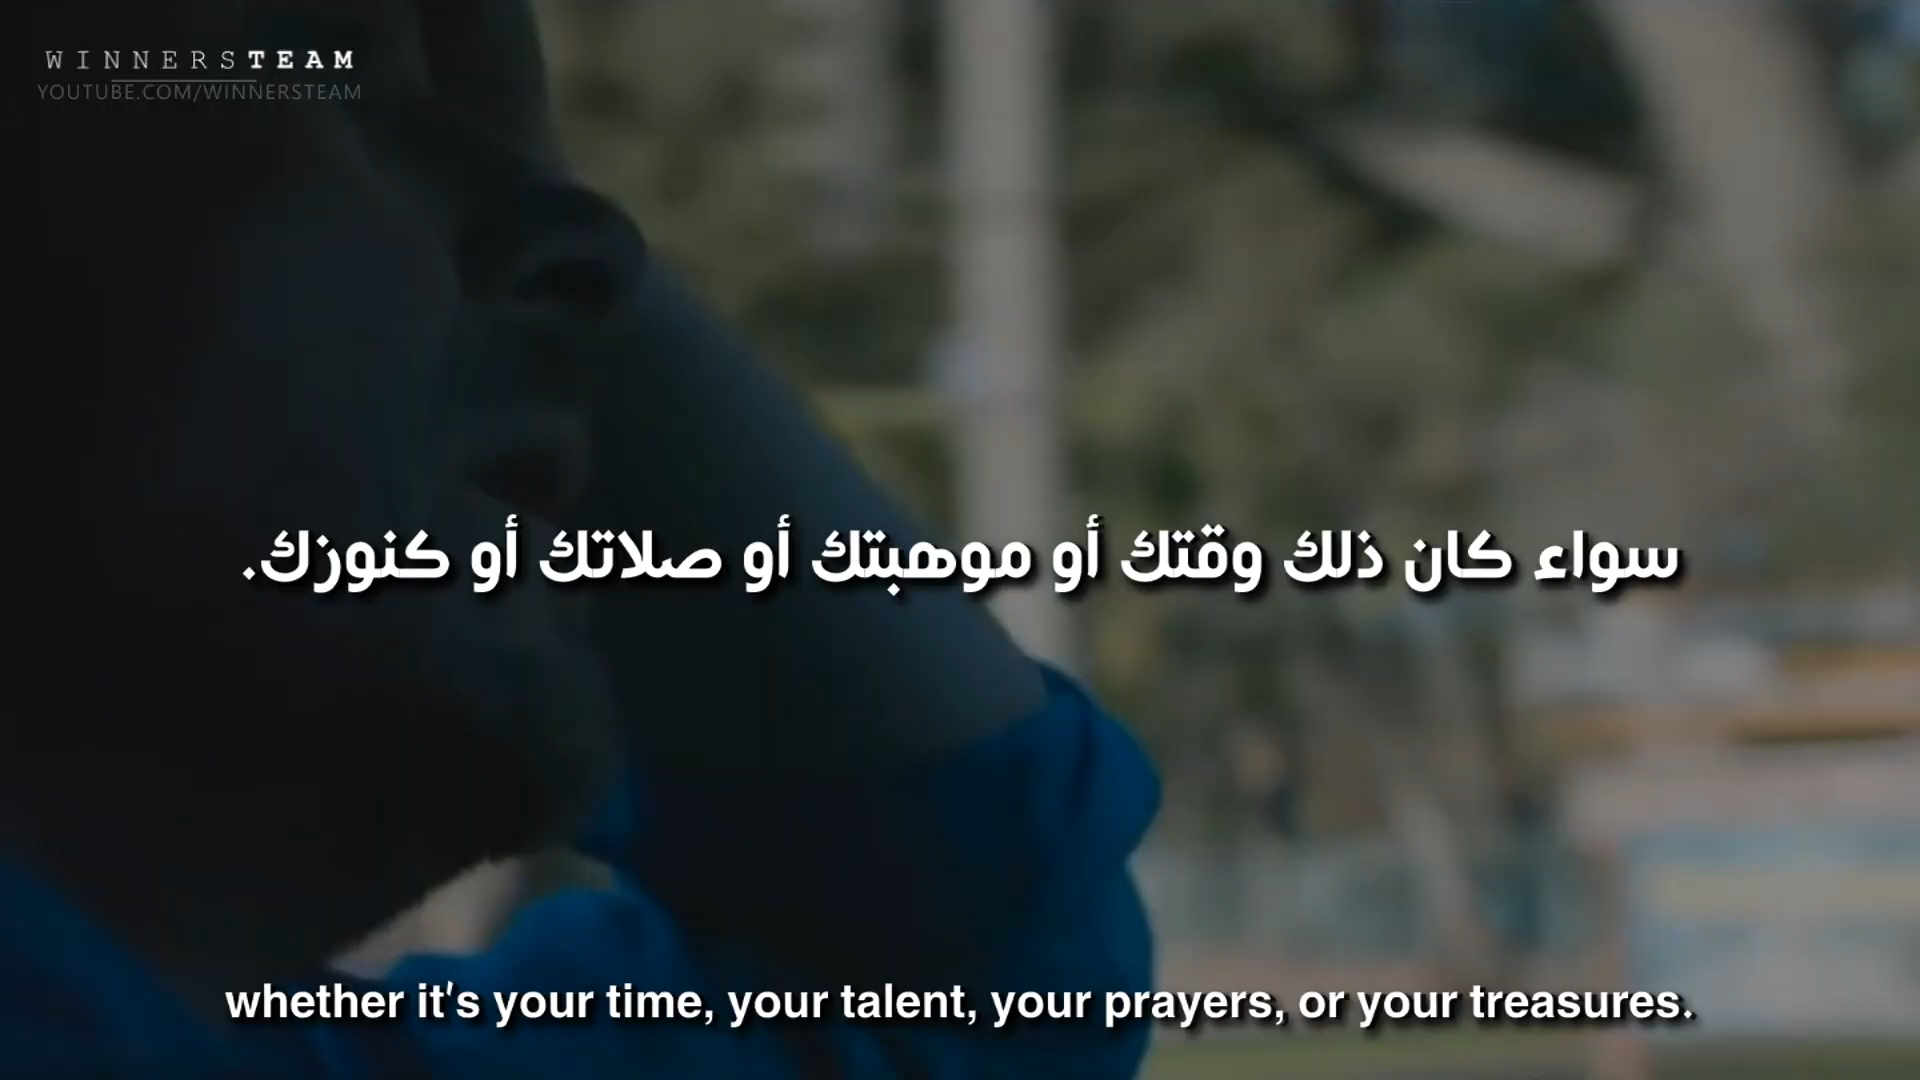 WINNERSTEAM
YOUTUBE.COM/WINNERSTEAM
سواء كان ذلك وقتك أو موهبتك أو صلاتك أو كنوزك.
whether it's your time, your talent, your prayers, or your treasures.